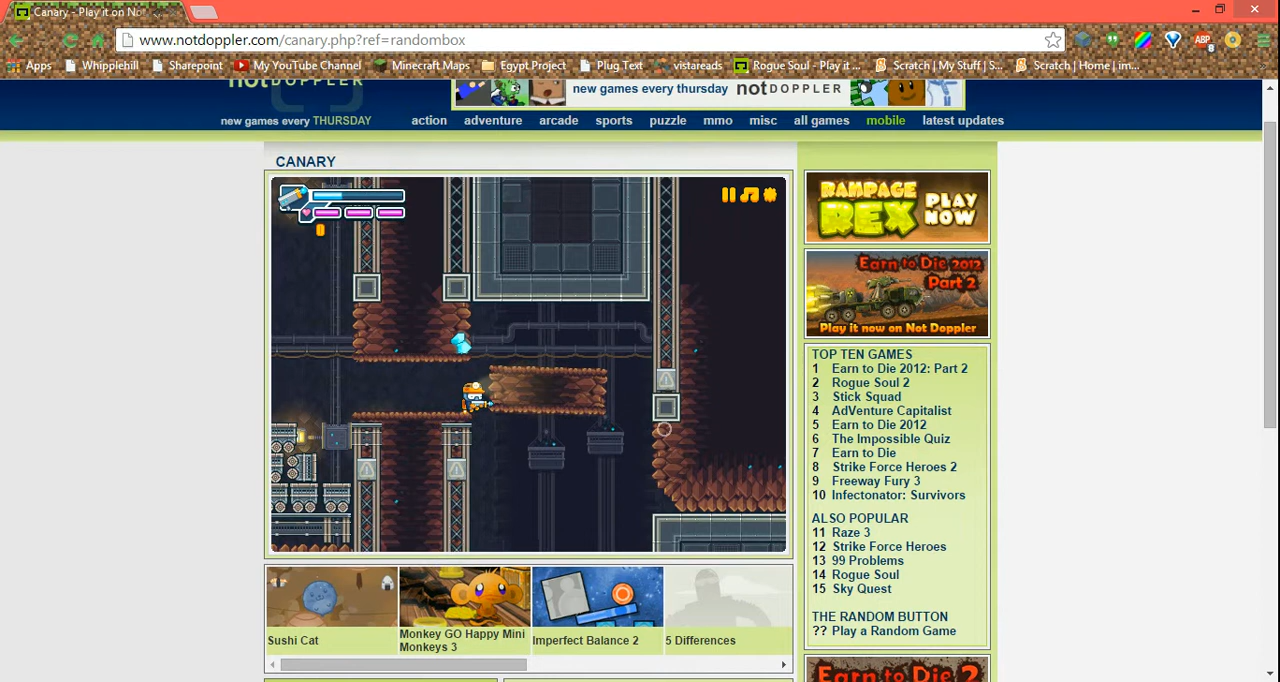 Canary - Play it on Not
www.notdoppler.com/canary.php?ref=randombox
Apps Whipplehill Sharepoint My YouTube Channel Minecraft Maps Egypt Project Plug Text vistareads Rogue Soul - Play it ... Scratch | My Stuff | S... Scratch | Home | im...
ABP
8
notDOPPLER
new games every THURSDAY
new games every thursday notDOPPLER
action adventure arcade sports puzzle mmo misc all games mobile latest updates
CANARY
0
RAMPAGE REX PLAY NOW
Earn to Die 2012
Part 2
Play it now on Not Doppler
TOP TEN GAMES
1 Earn to Die 2012: Part 2
2 Rogue Soul 2
3 Stick Squad
4 AdVenture Capitalist
5 Earn to Die 2012
6 The Impossible Quiz
7 Earn to Die
8 Strike Force Heroes 2
9 Freeway Fury 3
10 Infectonator: Survivors
ALSO POPULAR
11 Raze 3
12 Strike Force Heroes
13 99 Problems
14 Rogue Soul
15 Sky Quest
THE RANDOM BUTTON
?? Play a Random Game
Sushi Cat
Monkey GO Happy Mini
Monkeys 3
Imperfect Balance 2
5 Differences
Earn to Die 2